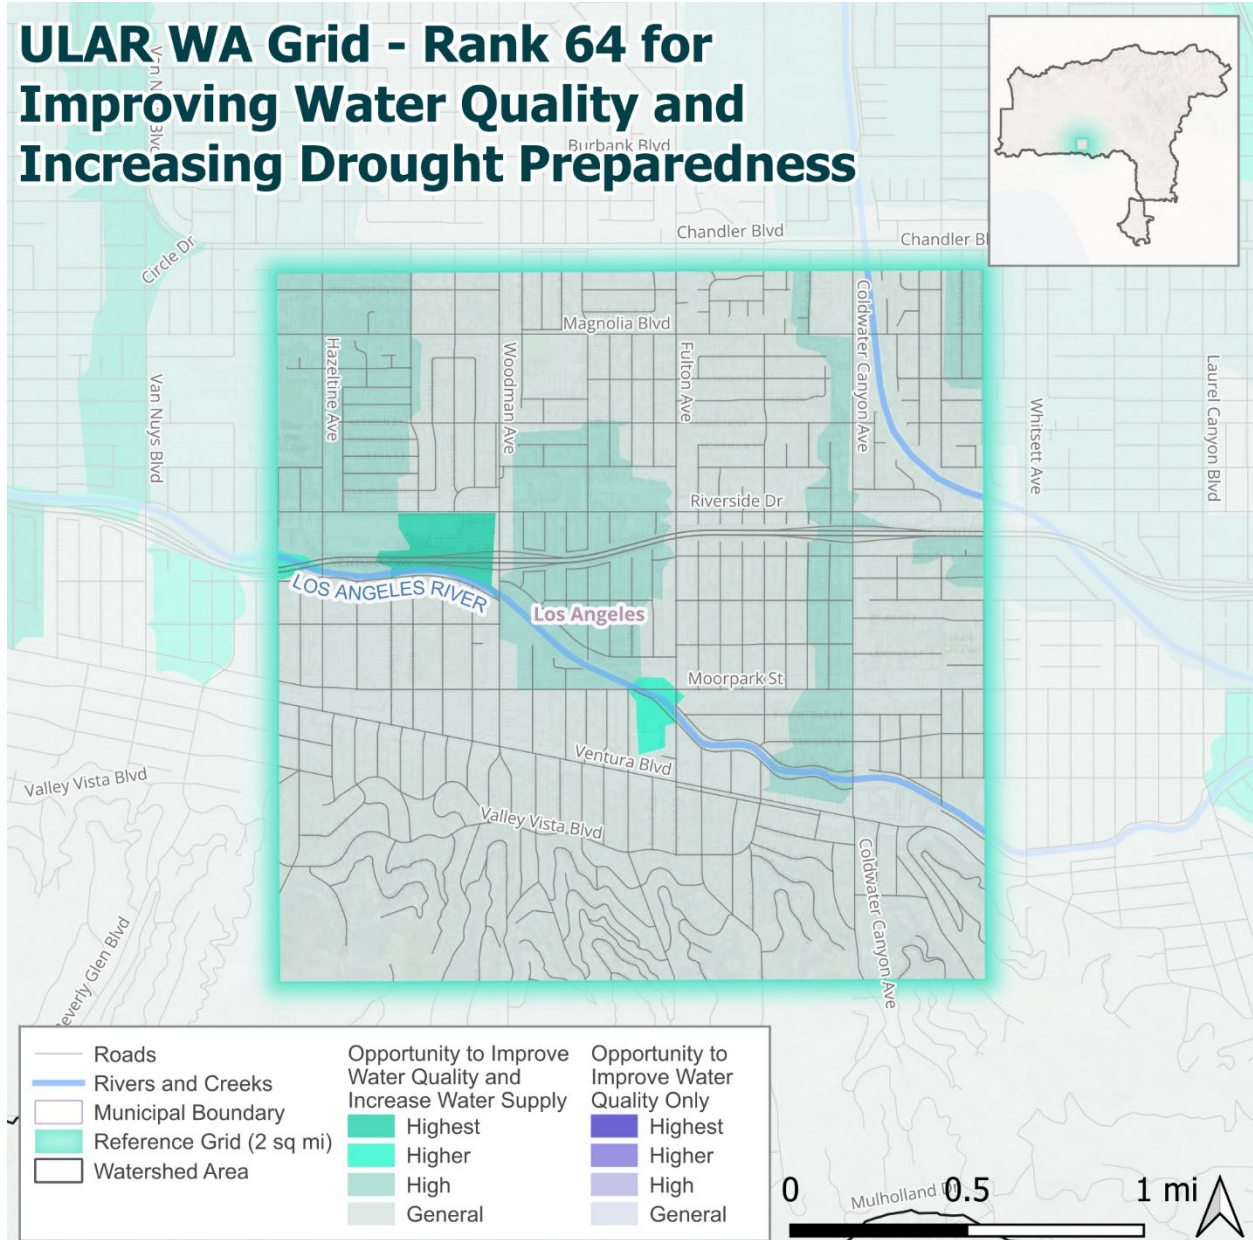 ULAR WA Grid - Rank 64 for
Improving Water Quality and
Increasing Drought Preparedness
Burbank Blvd
Chandler Blvd
Chandler Bl
Circle Dr
Magnolia Blvd
Hazeltine Ave
Woodman Ave
Fulton Ave
Coldwater Canyon Ave
Van Nuys Blvd
Whitsett Ave
Laurel Canyon Blvd
Riverside Dr
LOS ANGELES RIVER
Los Angeles
Moorpark St
Ventura Blvd
Valley Vista Blvd
Valley Vista Blvd
Coldwater Canyon Ave
everly Glen Blvd
Mulholland Dr
Roads
Rivers and Creeks
Municipal Boundary
Reference Grid (2 sq mi)
Watershed Area
Opportunity to Improve
Water Quality and
Increase Water Supply
Highest
Higher
High
General
Opportunity to
Improve Water
Quality Only
Highest
Higher
High
General
0 0.5 1 mi